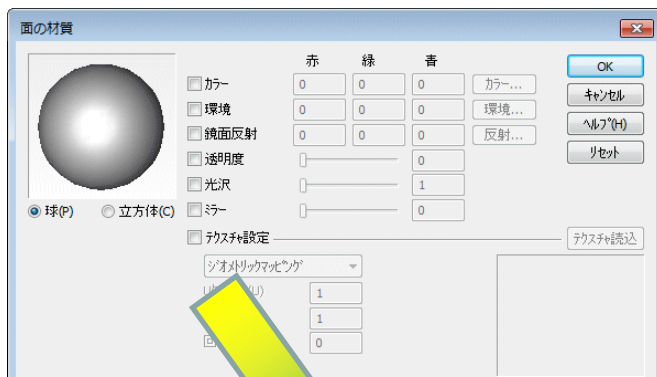 面の材質
赤 緑 青
カラー 0 0 0 カラー...
環境 0 0 0 環境...
鏡面反射 0 0 0 反射...
透明度 0
光沢 1
ミラー 0
球(P) 立方体(C)
OK
キャンセル
ヘルプ(H)
リセット
テクスチャ設定 テクスチャ読込
ジオメトリックマッピング
(U) 1
1
0